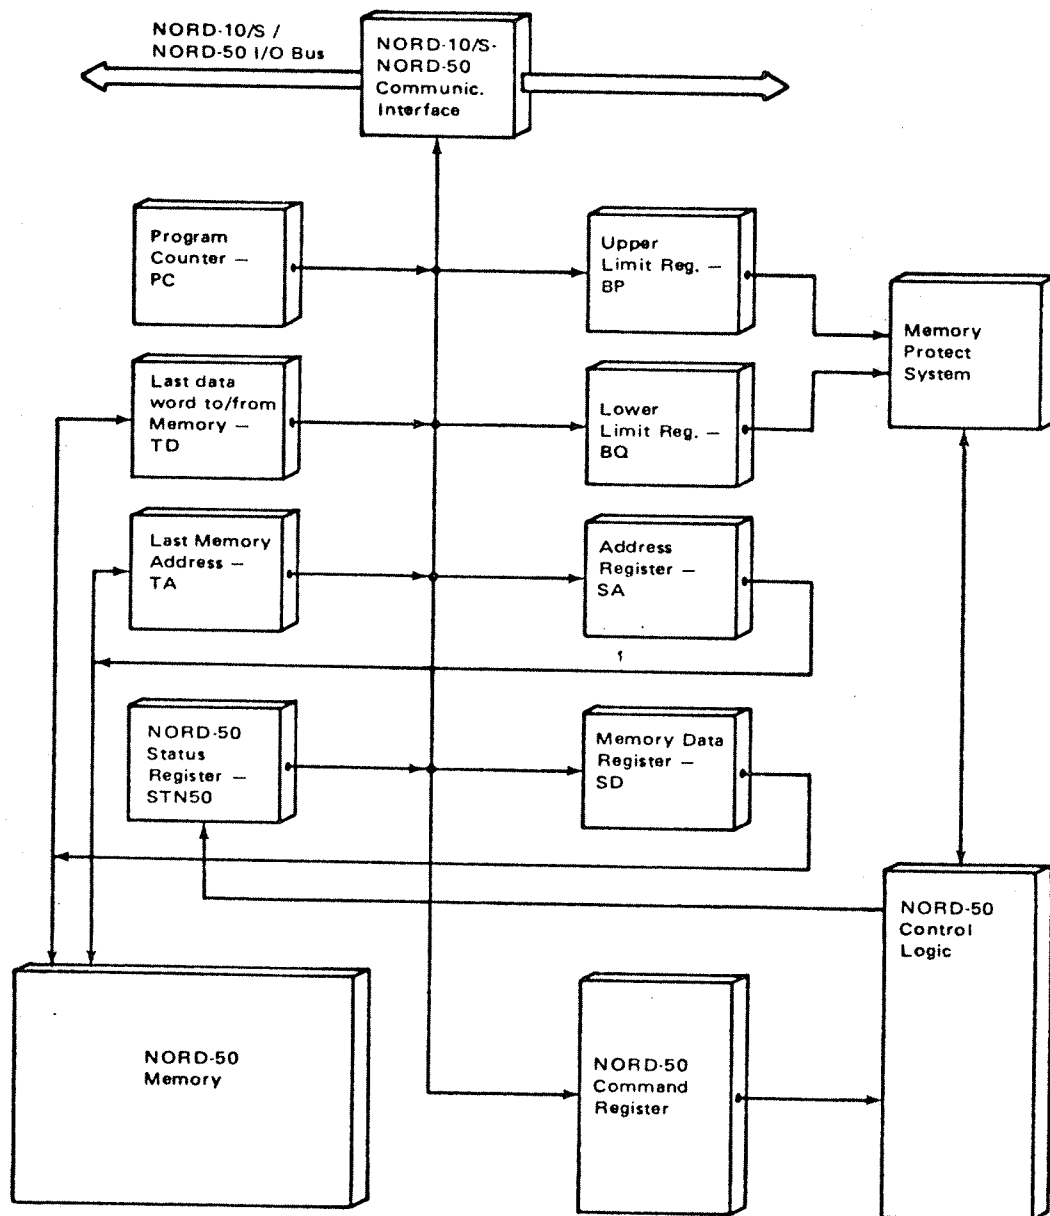 NORD-10/S /
NORD-50 I/O Bus
NORD-10/S-
NORD-50
Communic.
Interface
Program
Counter —
PC
Upper
Limit Reg. —
BP
Memory
Protect
System
Last data
word to/from
Memory —
TD
Lower
Limit Reg. —
BQ
Last Memory
Address —
TA
Address
Register —
SA
NORD-50
Status
Register —
STN50
Memory Data
Register —
SD
NORD-50
Control
Logic
NORD-50
Memory
NORD-50
Command
Register